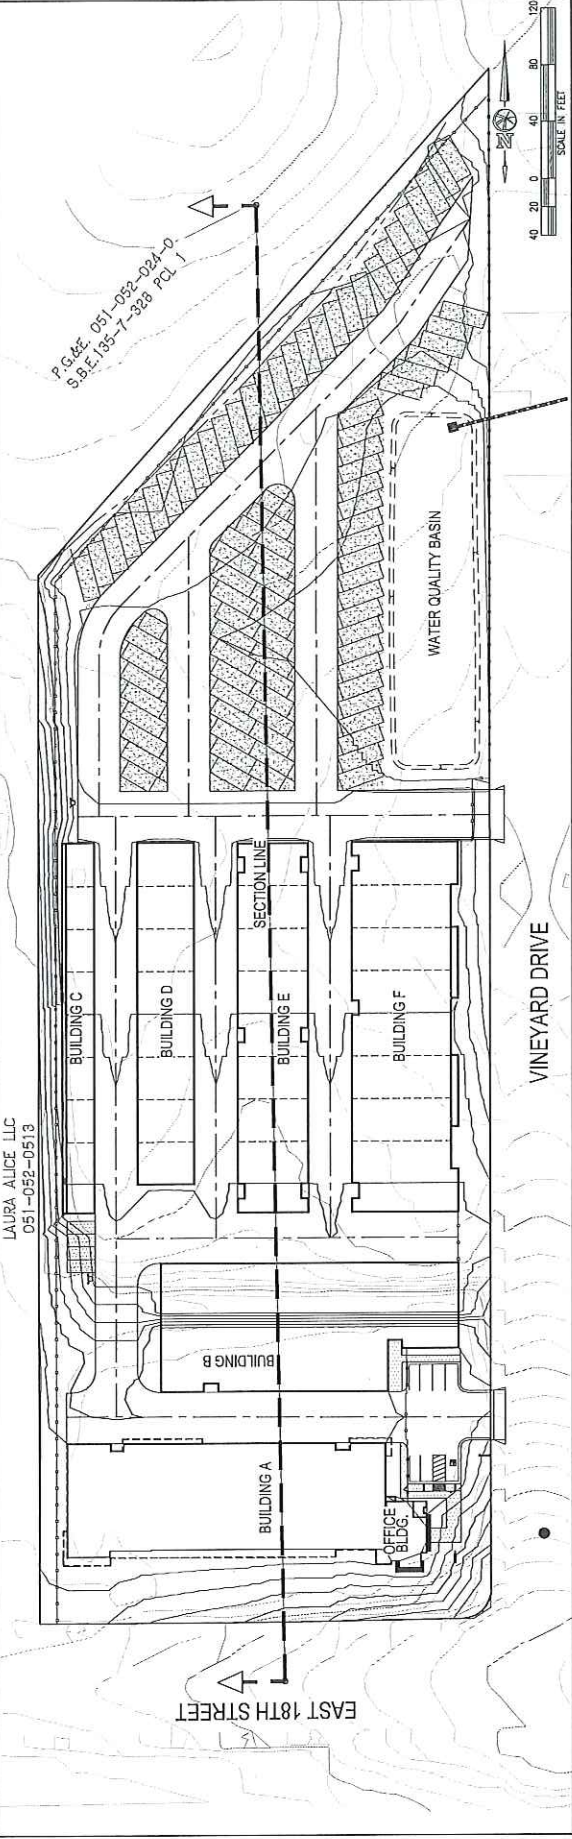 120
80
40
0
20
40
SCALE IN FEET
N
P.G.&E. 051-052-024-0
S.B.E.135-7-328 PCL 1
WATER QUALITY BASIN
SECTION LINE
BUILDING C
BUILDING D
BUILDING E
BUILDING F
VINEYARD DRIVE
LAURA ALICE LLC
051-052-0513
BUILDING B
BUILDING A
OFFICE
BLDG.
EAST 18TH STREET